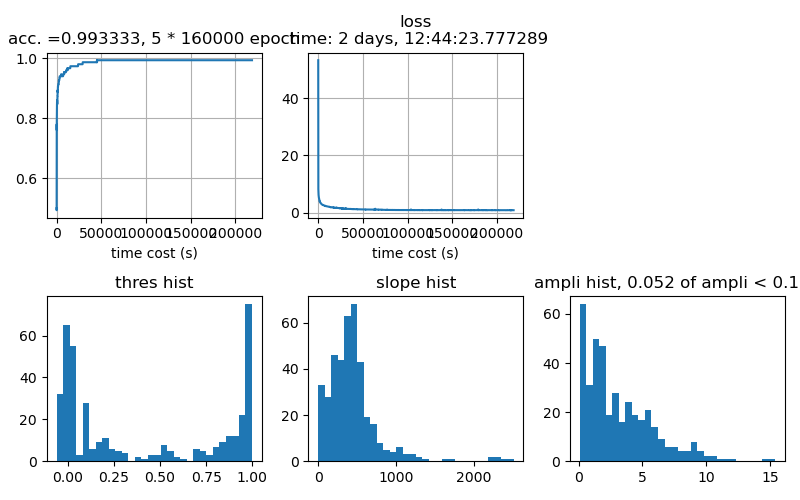 acc. =0.993333, 5 * 160000 epoch
loss
time: 2 days, 12:44:23.777289
1.0
0.8
0.6
0 50000 100000 150000 200000
time cost (s)
40
20
0
0 50000 100000 150000 200000
time cost (s)
thres hist
60
40
20
0
0.00 0.25 0.50 0.75 1.00
slope hist
60
40
20
0
0 1000 2000
ampli hist, 0.052 of ampli < 0.1
60
40
20
0
0 5 10 15